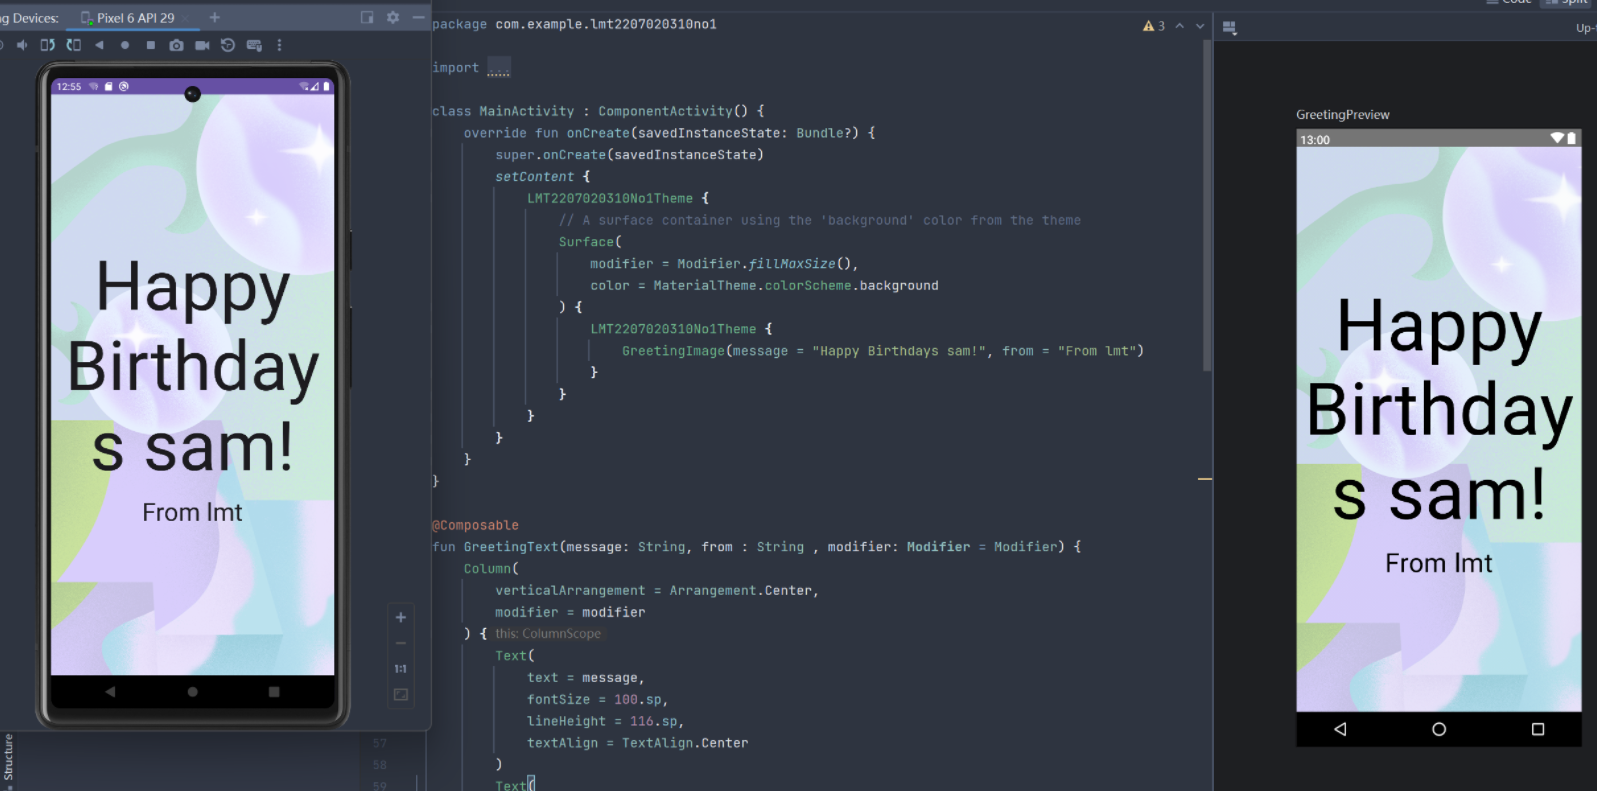 Pixel 6 API 29
12:55
Happy
Birthday
s sam!
From lmt
1:1
Structure
package com.example.lmt2207020310no1
3
import ...
class MainActivity : ComponentActivity() {
override fun onCreate(savedInstanceState: Bundle?) {
super.onCreate(savedInstanceState)
setContent {
LMT2207020310No1Theme {
// A surface container using the 'background' color from the theme
Surface(
modifier = Modifier.fillMaxSize(),
color = MaterialTheme.colorScheme.background
) {
LMT2207020310No1Theme {
GreetingImage(message = "Happy Birthdays sam!", from = "From lmt")
}
}
}
}
}
}
@Composable
fun GreetingText(message: String, from : String , modifier: Modifier = Modifier) {
Column(
verticalArrangement = Arrangement.Center,
modifier = modifier
) { this: ColumnScope
Text(
text = message,
fontSize = 100.sp,
lineHeight = 116.sp,
57 textAlign = TextAlign.Center
58 )
59 Text(
GreetingPreview
13:00
Happy
Birthday
s sam!
From lmt